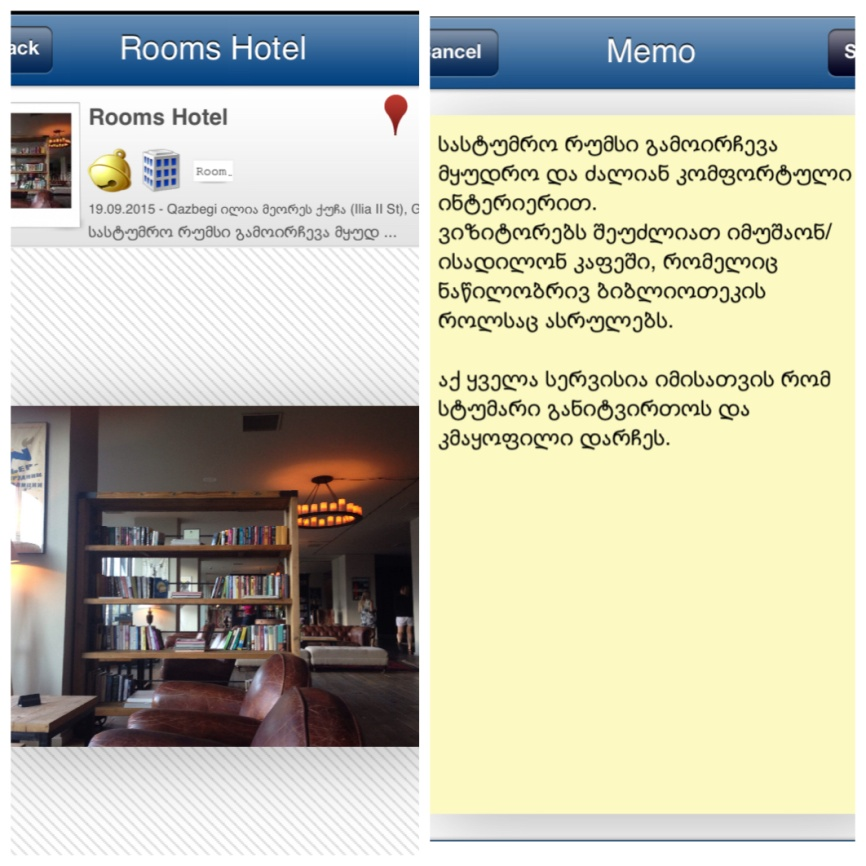 ack
Rooms Hotel
Rooms Hotel
Room_
19.09.2015 - Qazbegi ილია მეორეს ქუჩა (Ilia II St), G
სასტუმრო რუმსი გამოირჩევა მყუდ ...
ancel
Memo
S
სასტუმრო რუმსი გამოირჩევა
მყუდრო და ძალიან კომფორტული
ინტერიერით.
ვიზიტორებს შეუძლიათ იმუშაონ/
ისადილონ კაფეში, რომელიც
ნაწილობრივ ბიბლიოთეკის
როლსაც ასრულებს.
აქ ყველა სერვისია იმისათვის რომ
სტუმარი განიტვირთოს და
კმაყოფილი დარჩეს.